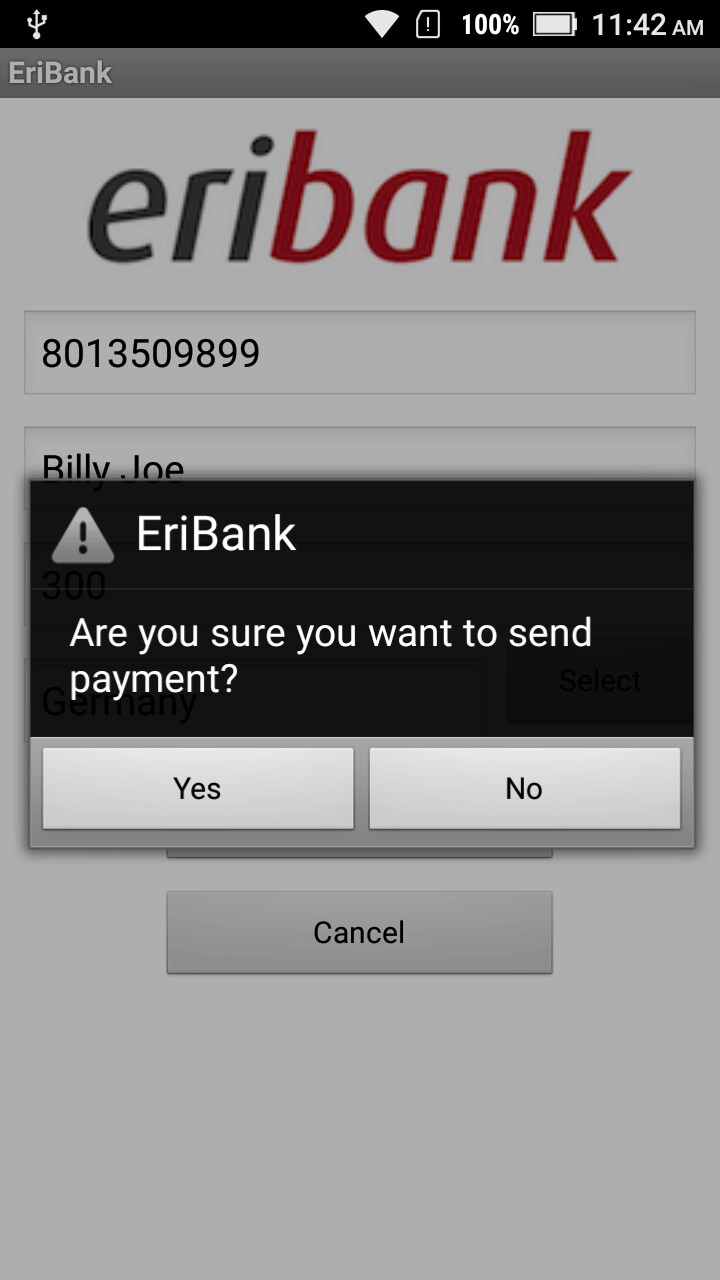 100% 11:42 AM
EriBank
eribank
8013509899
Billy Joe
EriBank
300
Are you sure you want to send
payment?
Select
Germany
Yes No
Cancel